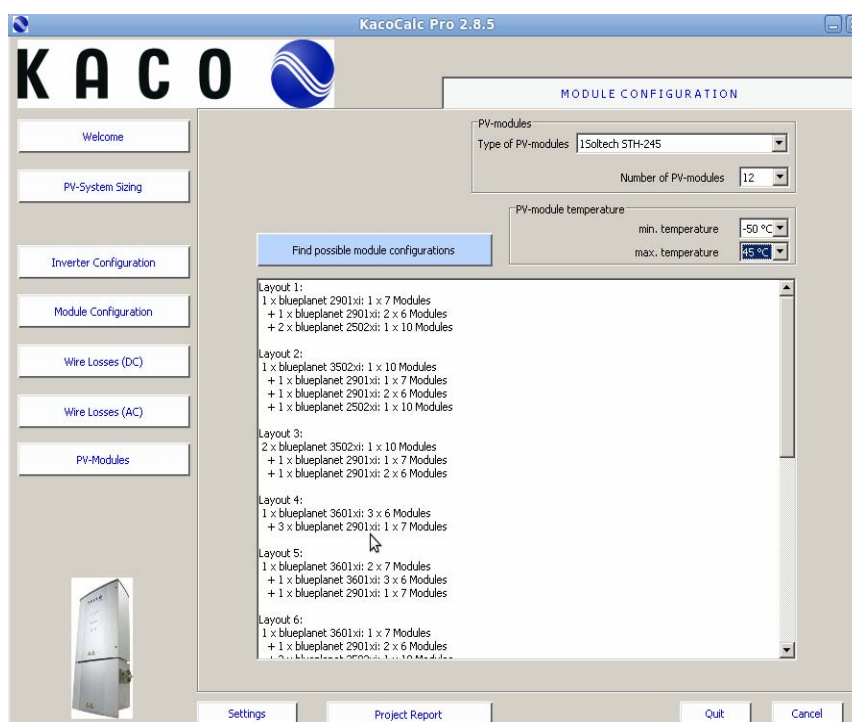 KacoCalc Pro 2.8.5
KACO
MODULE CONFIGURATION
Welcome
PV-System Sizing
Inverter Configuration
Module Configuration
Wire Losses (DC)
Wire Losses (AC)
PV-Modules
PV-modules
Type of PV-modules 1Soltech STH-245
Number of PV-modules 12
PV-module temperature
min. temperature -50 °C
max. temperature 45 °C
Find possible module configurations
Layout 1:
1 x blueplanet 2901xi: 1 x 7 Modules
+ 1 x blueplanet 2901xi: 2 x 6 Modules
+ 2 x blueplanet 2502xi: 1 x 10 Modules
Layout 2:
1 x blueplanet 3502xi: 1 x 10 Modules
+ 1 x blueplanet 2901xi: 1 x 7 Modules
+ 1 x blueplanet 2901xi: 2 x 6 Modules
+ 1 x blueplanet 2502xi: 1 x 10 Modules
Layout 3:
2 x blueplanet 3502xi: 1 x 10 Modules
+ 1 x blueplanet 2901xi: 1 x 7 Modules
+ 1 x blueplanet 2901xi: 2 x 6 Modules
Layout 4:
1 x blueplanet 3601xi: 3 x 6 Modules
+ 3 x blueplanet 2901xi: 1 x 7 Modules
Layout 5:
1 x blueplanet 3601xi: 2 x 7 Modules
+ 1 x blueplanet 3601xi: 3 x 6 Modules
+ 1 x blueplanet 2901xi: 1 x 7 Modules
Layout 6:
1 x blueplanet 3601xi: 1 x 7 Modules
+ 1 x blueplanet 2901xi: 2 x 6 Modules
Settings
Project Report
Quit
Cancel